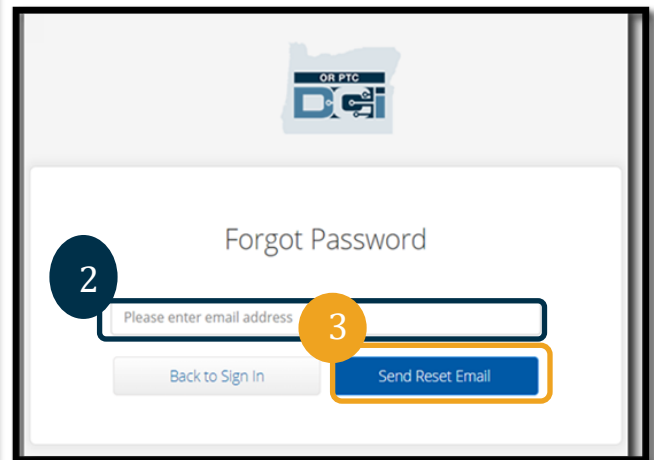 OR PTC
DCi
Forgot Password
2
Please enter email address
3
Back to Sign In
Send Reset Email